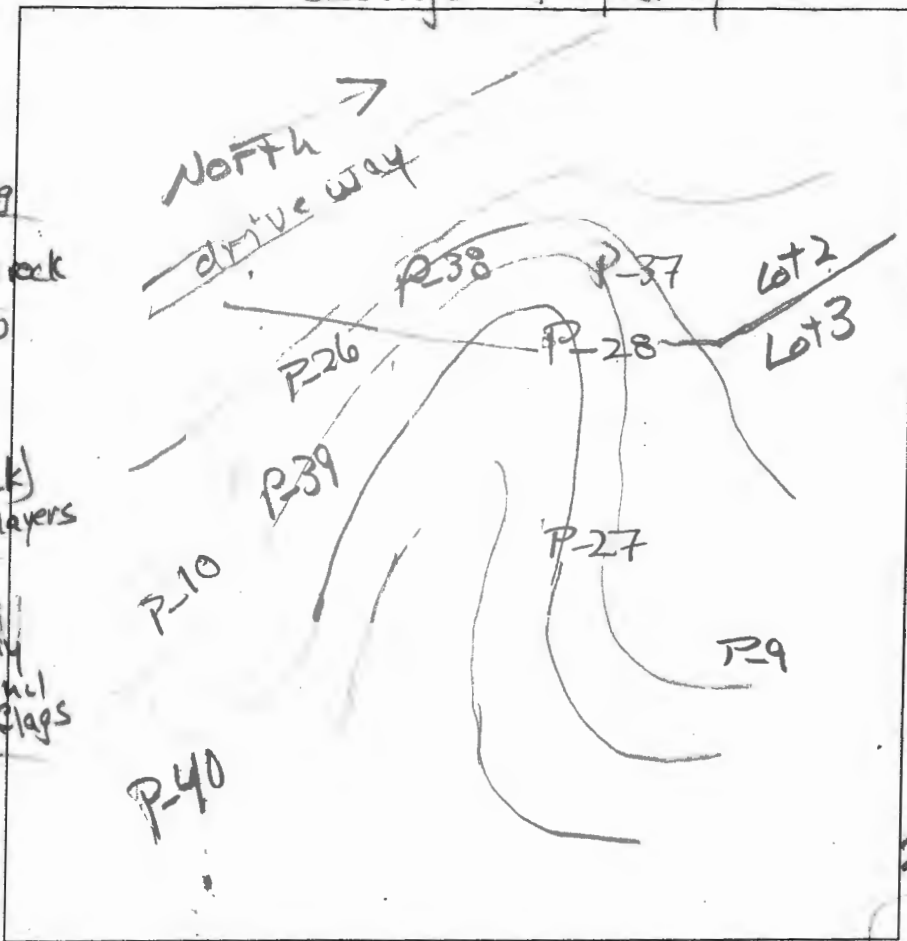 North
drive way
rock
P-38
P-37
Lot 2
Lot 3
P-28
P-26
P-39
layers
P-27
P-10
P-9
flags
P-40